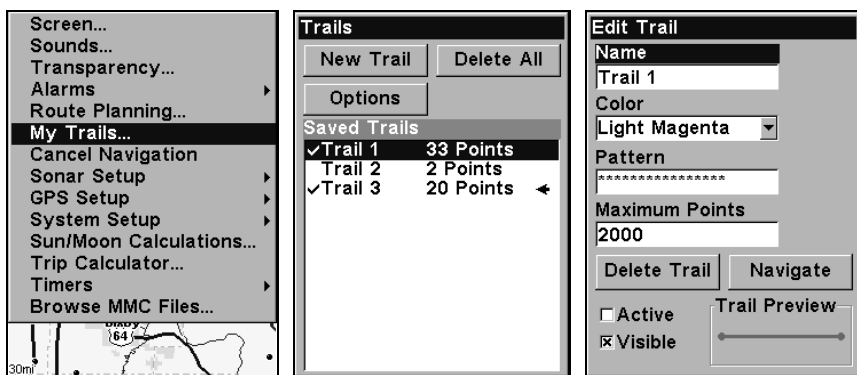 Screen...
Sounds...
Transparency...
Alarms
Route Planning...
My Trails...
Cancel Navigation
Sonar Setup
GPS Setup
System Setup
Sun/Moon Calculations...
Trip Calculator...
Timers
Browse MMC Files...
Bixby
64
30mi
Trails
New Trail Delete All
Options
Saved Trails
✓Trail 1 33 Points
Trail 2 2 Points
✓Trail 3 20 Points
Edit Trail
Name
Trail 1
Color
Light Magenta
Pattern
****************
Maximum Points
2000
Delete Trail Navigate
Active
Visible
Trail Preview